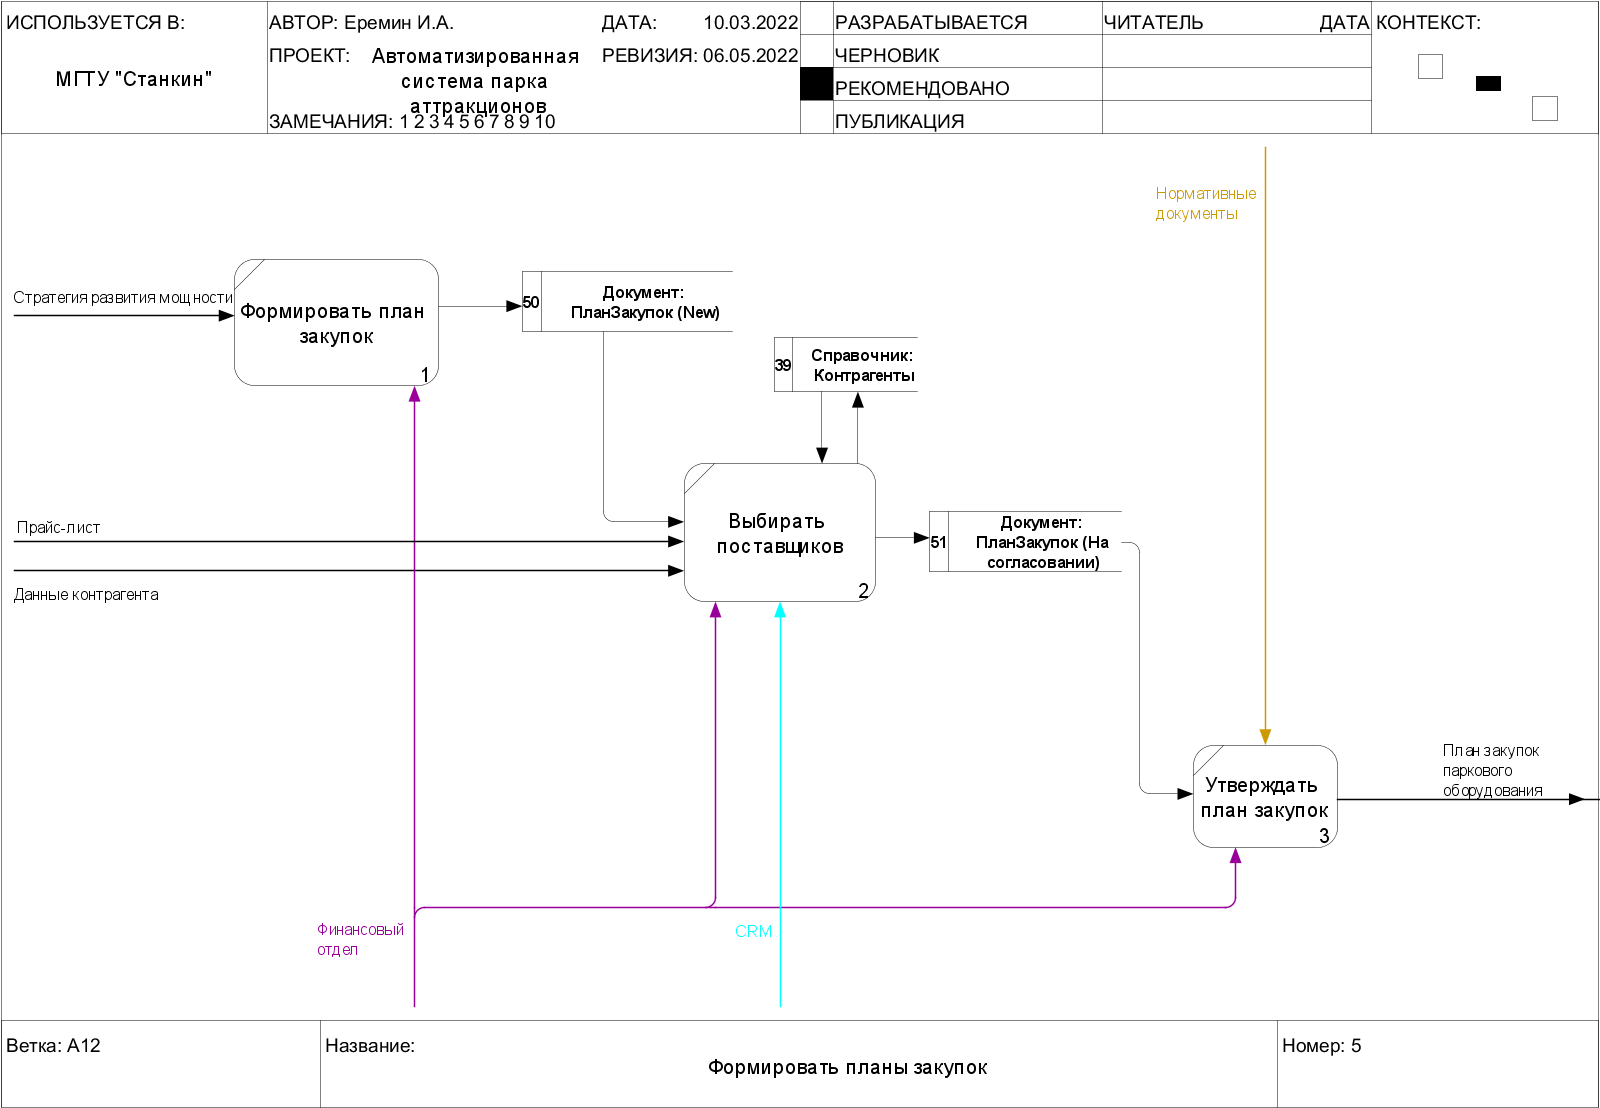 ИСПОЛЬЗУЕТСЯ В:
МГТУ "Станкин"
АВТОР: Еремин И.А.
ДАТА: 10.03.2022
ПРОЕКТ: Автоматизированная
система парка
аттракционов
РЕВИЗИЯ: 06.05.2022
ЗАМЕЧАНИЯ: 1 2 3 4 5 6 7 8 9 10
РАЗРАБАТЫВАЕТСЯ
ЧЕРНОВИК
РЕКОМЕНДОВАНО
ПУБЛИКАЦИЯ
ЧИТАТЕЛЬ ДАТА
КОНТЕКСТ:
Нормативные
документы
Стратегия развития мощности
Формировать план
закупок
1
50
Документ:
ПланЗакупок (New)
39
Справочник:
Контрагенты
Прайс-лист
Данные контрагента
Выбирать
поставщиков
2
51
Документ:
ПланЗакупок (На
согласовании)
Утверждать
план закупок
3
План закупок
паркового
оборудования
Финансовый
отдел
CRM
Ветка: A12
Название:
Формировать планы закупок
Номер: 5